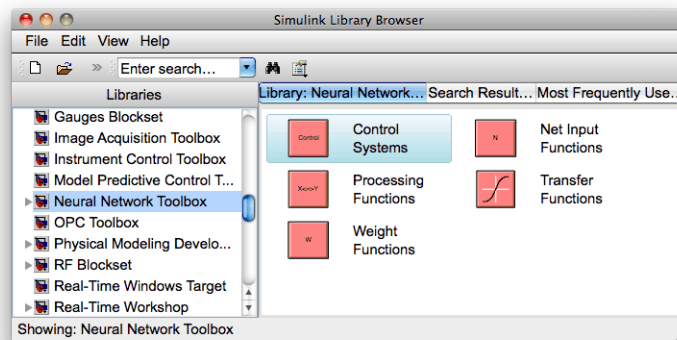 Simulink Library Browser
File Edit View Help
» Enter search...
Libraries
Library: Neural Network... Search Result... Most Frequently Use...
Gauges Blockset
Image Acquisition Toolbox
Instrument Control Toolbox
Model Predictive Control T...
Neural Network Toolbox
OPC Toolbox
Physical Modeling Develo...
RF Blockset
Real-Time Windows Target
Real-Time Workshop
Control
Control
Systems
N
Net Input
Functions
X<=>Y
Processing
Functions
Transfer
Functions
W
Weight
Functions
Showing: Neural Network Toolbox